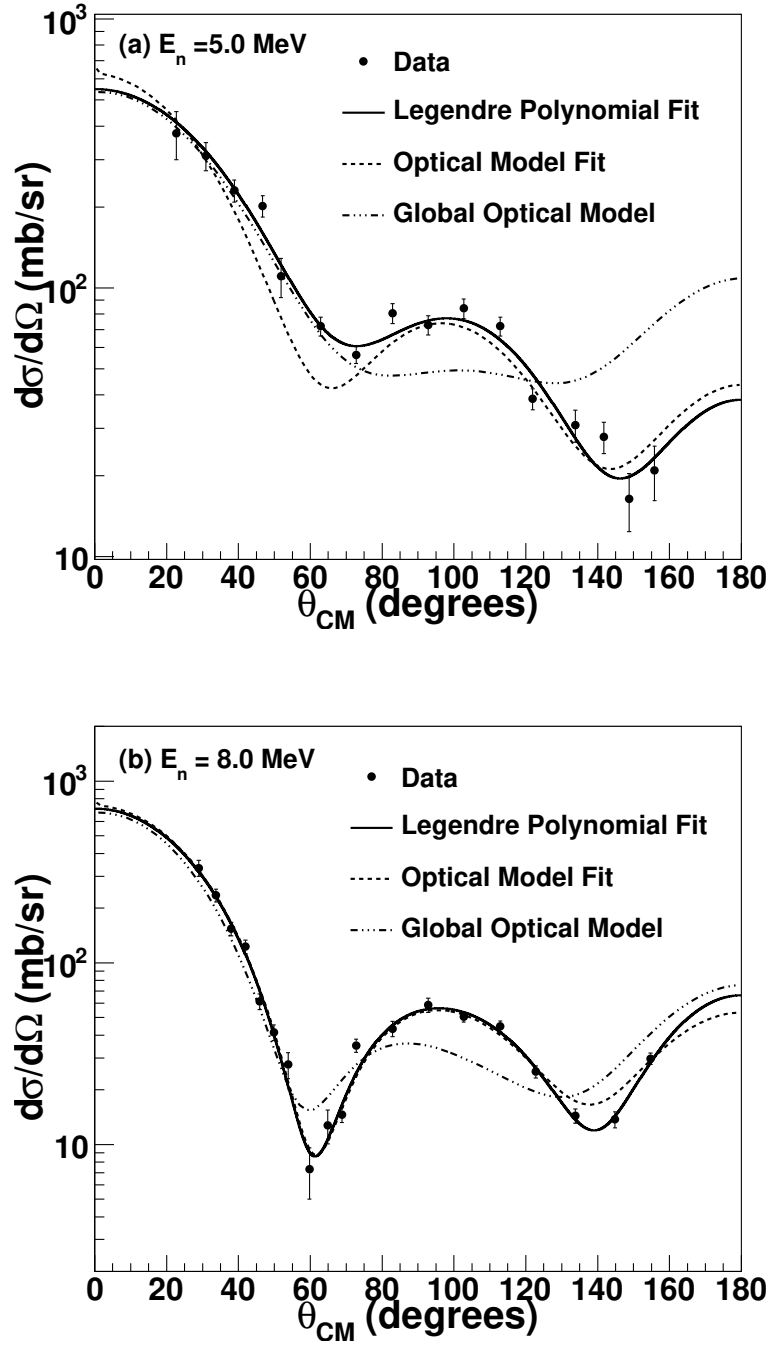 10³
(a) Eₙ =5.0 MeV
Data
Legendre Polynomial Fit
Optical Model Fit
Global Optical Model
dσ/dΩ (mb/sr)
10²
10
0 20 40 60 80 100 120 140 160 180
θ_CM (degrees)
(b) Eₙ = 8.0 MeV
10³
Data
Legendre Polynomial Fit
Optical Model Fit
Global Optical Model
dσ/dΩ (mb/sr)
10²
10
0 20 40 60 80 100 120 140 160 180
θ_CM (degrees)